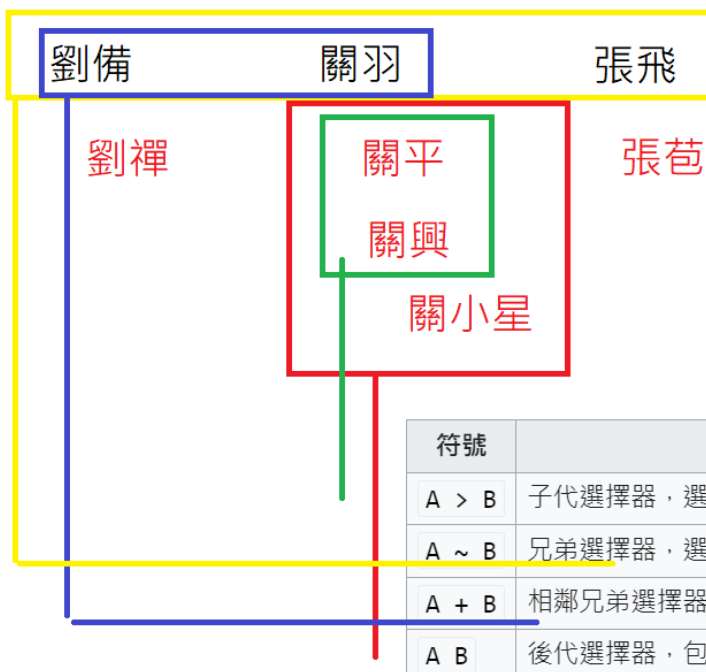 劉備 關羽 張飛
劉禪 關平 張苞
關興
關小星
符號
A > B 子代選擇器，選
A ~ B 兄弟選擇器，選
A + B 相鄰兄弟選擇器
A B 後代選擇器，包